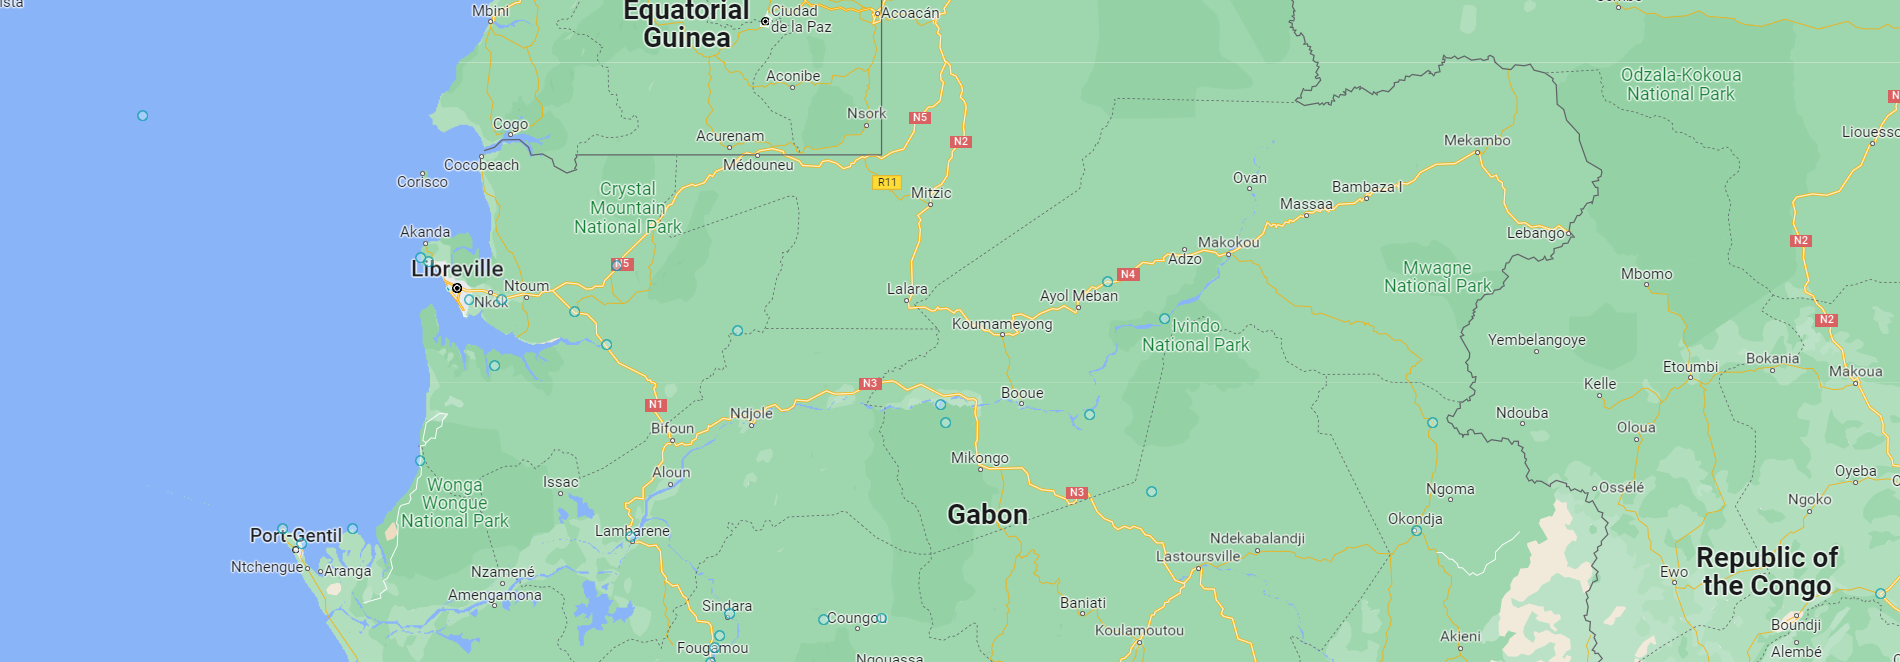 Mbini
Equatorial
Guinea
Ciudad
de la Paz
Acoacán
Odzala-Kokoua
National Park
Aconibe
Nsork
N5
N2
Cogo
Acurenam
Medouneu
Cocobeach
Corisco
R11
Mitzic
Crystal
Mountain
National Park
Ovan
Massaa
Bambaza I
Mekambo
Lebango
Akanda
Libreville
Nkok
Ntoum
N5
Lalara
Makokou
Adzo
N4
Ayol Meban
Koumameyong
Mwagne
National Park
Ivindo
National Park
N2
Mbomo
N2
Yembelangoye
Etoumbi
Bokania
Makoua
Kelle
Ndouba
Oloua
N3
N1
Ndjole
Booue
Bifoun
Aloun
Issac
Mikongo
N3
Wonga
Wongue
National Park
Gabon
Ngoma
Ossélé
Oyeba
Ngoko
Okondja
Port-Gentil
Ntchengue
Aranga
Lambarene
Nzamené
Amengamona
Ndekabalandji
Lastoursville
Republic of
the Congo
Ewo
Sindara
Coungou
Baniati
Koulamoutou
Fougamou
Akieni
Boundji
Alembé